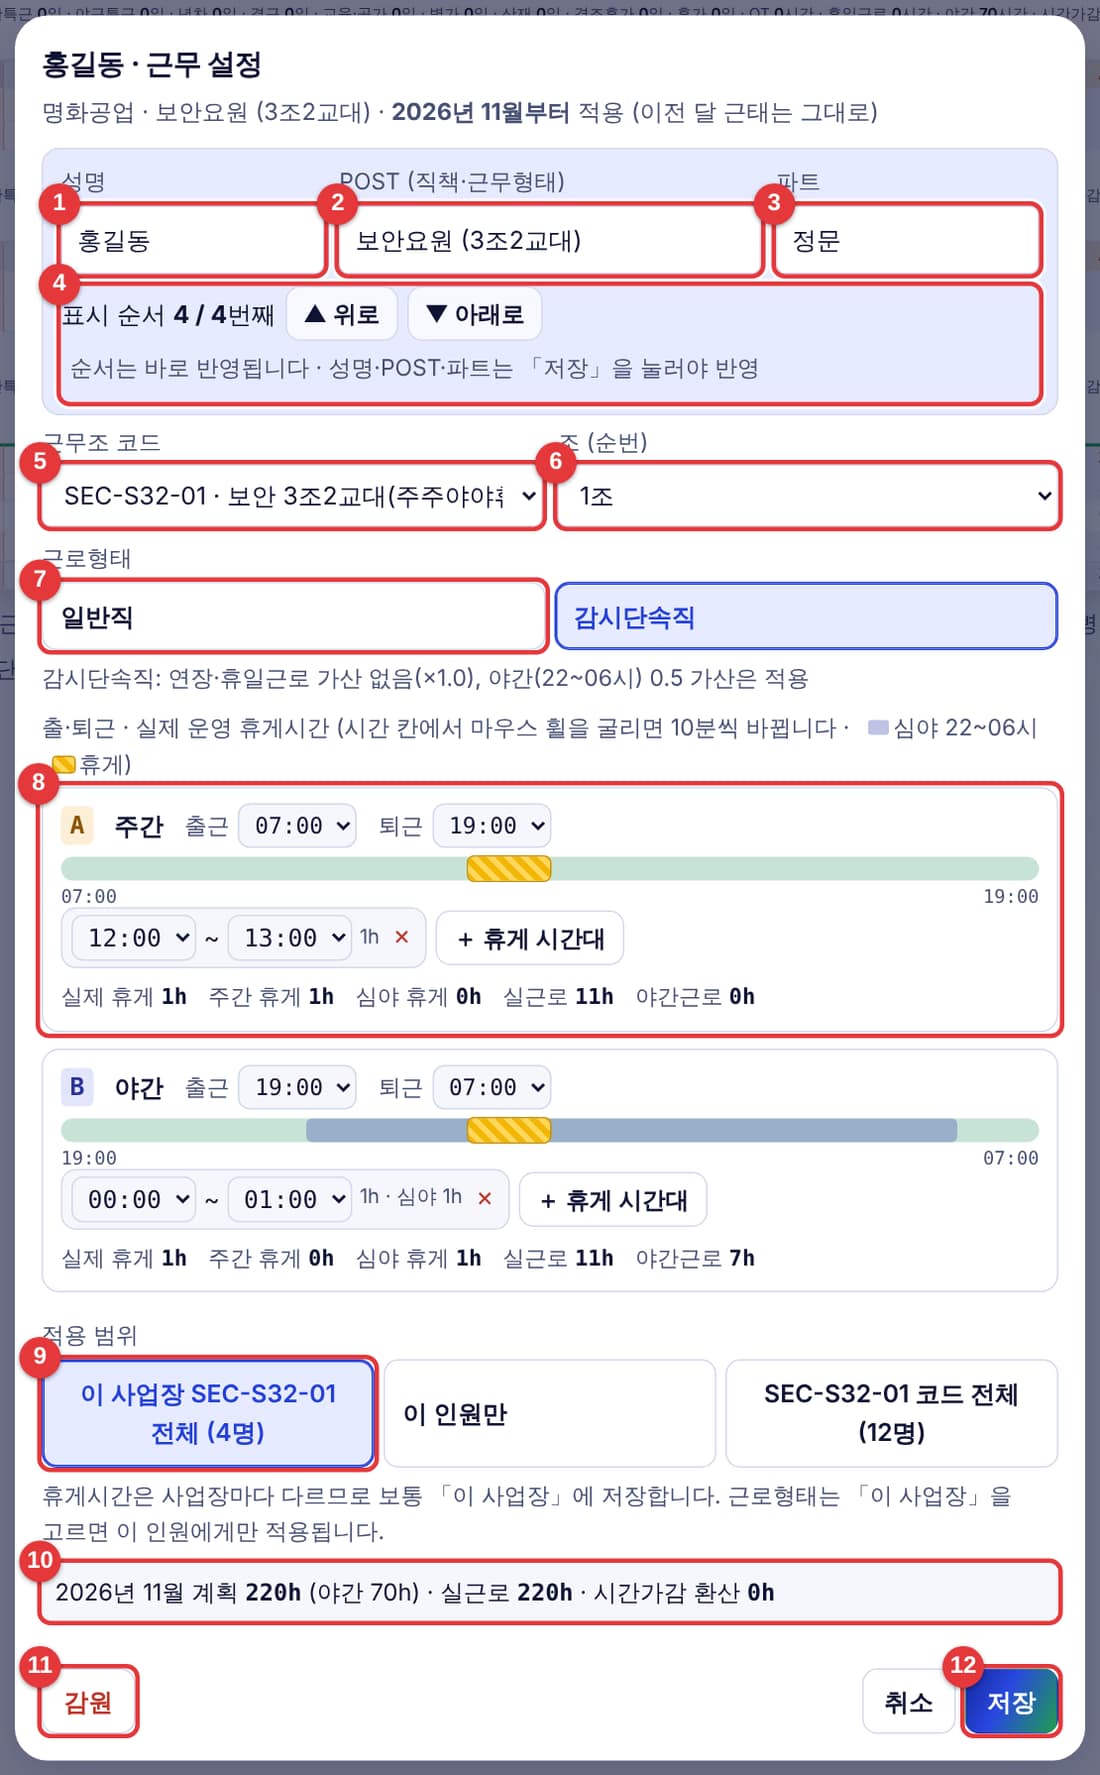 홍길동 · 근무 설정
명화공업 · 보안요원 (3조2교대) · 2026년 11월부터 적용 (이전 달 근태는 그대로)
성명 POST (직책·근무형태) 파트
1 2 3
홍길동 보안요원 (3조2교대) 정문
4
표시 순서 4 / 4번째 ▲ 위로 ▼ 아래로
순서는 바로 반영됩니다 · 성명·POST·파트는 「저장」을 눌러야 반영
근무조 코드 조 (순번)
5 6
SEC-S32-01 · 보안 3조2교대(주주야야 1조
근로형태
7
일반직 감시단속직
감시단속직: 연장·휴일근로 가산 없음(×1.0), 야간(22~06시) 0.5 가산은 적용
출·퇴근 · 실제 운영 휴게시간 (시간 칸에서 마우스 휠을 굴리면 10분씩 바뀝니다 · 심야 22~06시
휴게)
8
A 주간 출근 07:00 퇴근 19:00
07:00 19:00
12:00 ~ 13:00 1h × + 휴게 시간대
실제 휴게 1h 주간 휴게 1h 심야 휴게 0h 실근로 11h 야간근로 0h
B 야간 출근 19:00 퇴근 07:00
19:00 07:00
00:00 ~ 01:00 1h · 심야 1h × + 휴게 시간대
실제 휴게 1h 주간 휴게 0h 심야 휴게 1h 실근로 11h 야간근로 7h
적용 범위
9
이 사업장 SEC-S32-01 전체 (4명) 이 인원만 SEC-S32-01 코드 전체 (12명)
휴게시간은 사업장마다 다르므로 보통 「이 사업장」에 저장합니다. 근로형태는 「이 사업장」을
고르면 이 인원에게만 적용됩니다.
10
2026년 11월 계획 220h (야간 70h) · 실근로 220h · 시간가감 환산 0h
11 12
감원 취소 저장